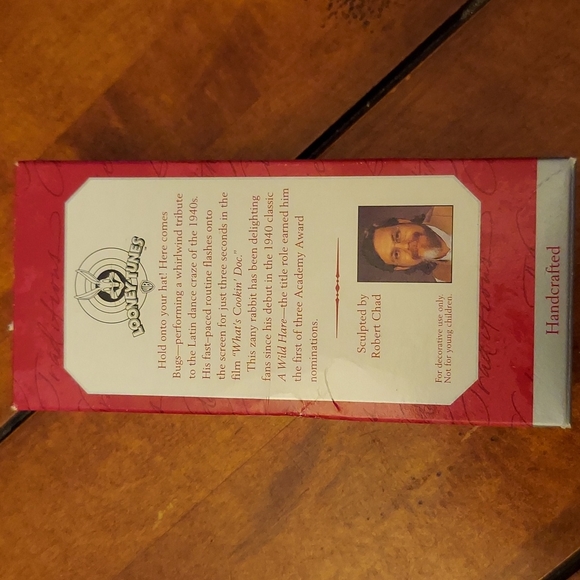 LOONEY TUNES
Hold onto your hat! Here comes
Bugs—performing a whirlwind tribute
to the Latin dance craze of the 1940s.
His fast-paced routine flashes onto
the screen for just three seconds in the
film "What's Cookin' Doc."
This zany rabbit has been delighting
fans since his debut in the 1940 classic
A Wild Hare—the title role earned him
the first of three Academy Award
nominations.
Sculpted by
Robert Chad
For decorative use only.
Not for young children.
Handcrafted